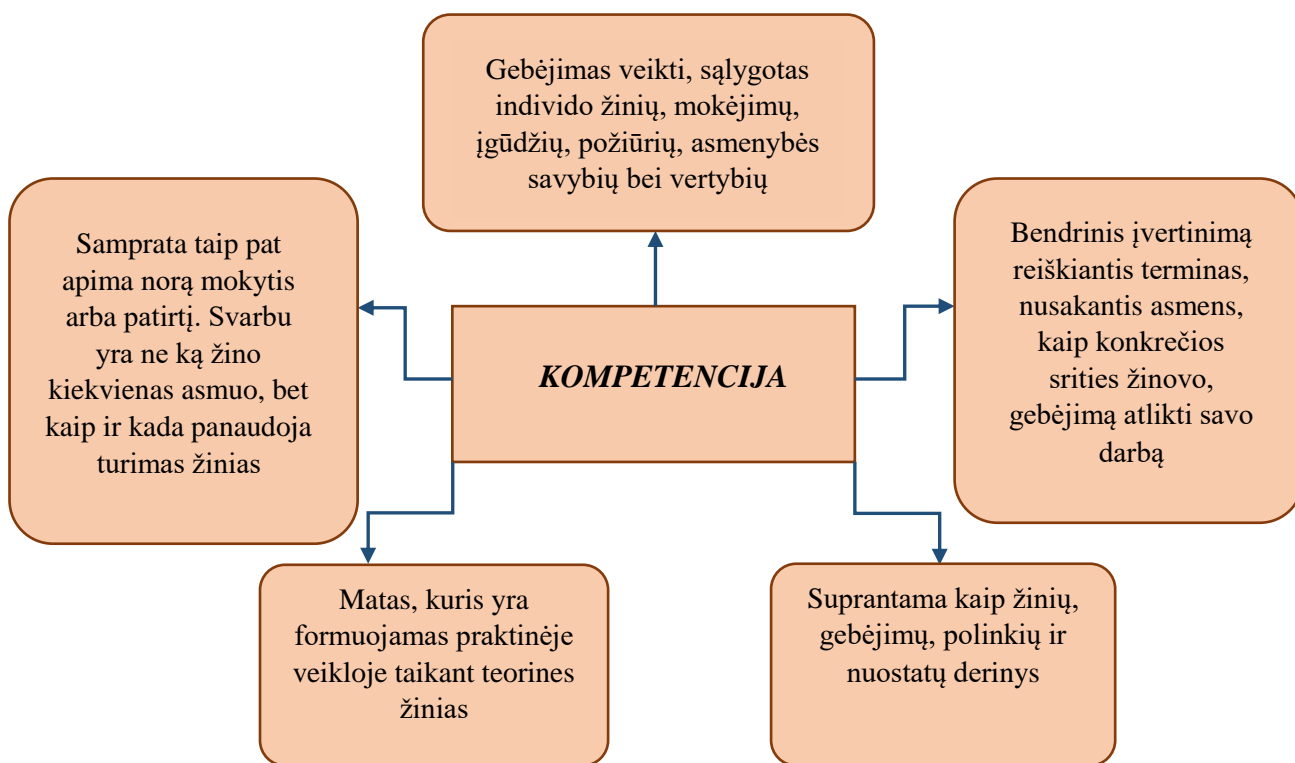 Gebėjimas veikti, sąlygotas
individo žinių, mokėjimų,
įgūdžių, požiūrių, asmenybės
savybių bei vertybių
Samprata taip pat
apima norą mokytis
arba patirtį. Svarbu
yra ne ką žino
kiekvienas asmuo, bet
kaip ir kada panaudoja
turimas žinias
KOMPETENCIJA
Bendrinis įvertinimą
reiškiantis terminas,
nusakantis asmens,
kaip konkrečios
srities žinovo,
gebėjimą atlikti savo
darbą
Matas, kuris yra
formuojamas praktinėje
veikloje taikant teorines
žinias
Suprantama kaip žinių,
gebėjimų, polinkių ir
nuostatų derinys